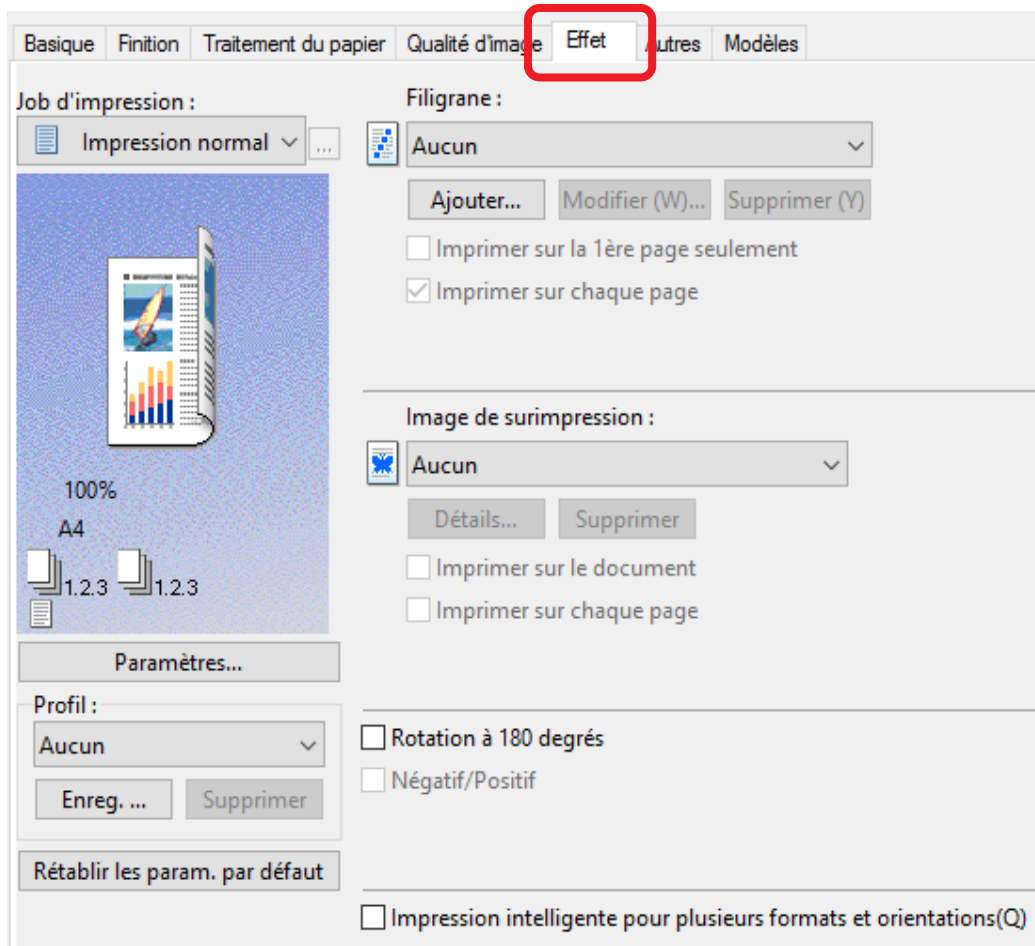 Basique Finition Traitement du papier Qualité d'image Effet Autres Modèles
Job d'impression :
Impression normal
...
100%
A4
1.2.3 1.2.3
Paramètres...
Profil :
Aucun
Enreg. ... Supprimer
Rétablir les param. par défaut
Filigrane :
Aucun
Ajouter... Modifier (W)... Supprimer (Y)
Imprimer sur la 1ère page seulement
Imprimer sur chaque page
Image de surimpression :
Aucun
Détails... Supprimer
Imprimer sur le document
Imprimer sur chaque page
Rotation à 180 degrés
Négatif/Positif
Impression intelligente pour plusieurs formats et orientations(Q)